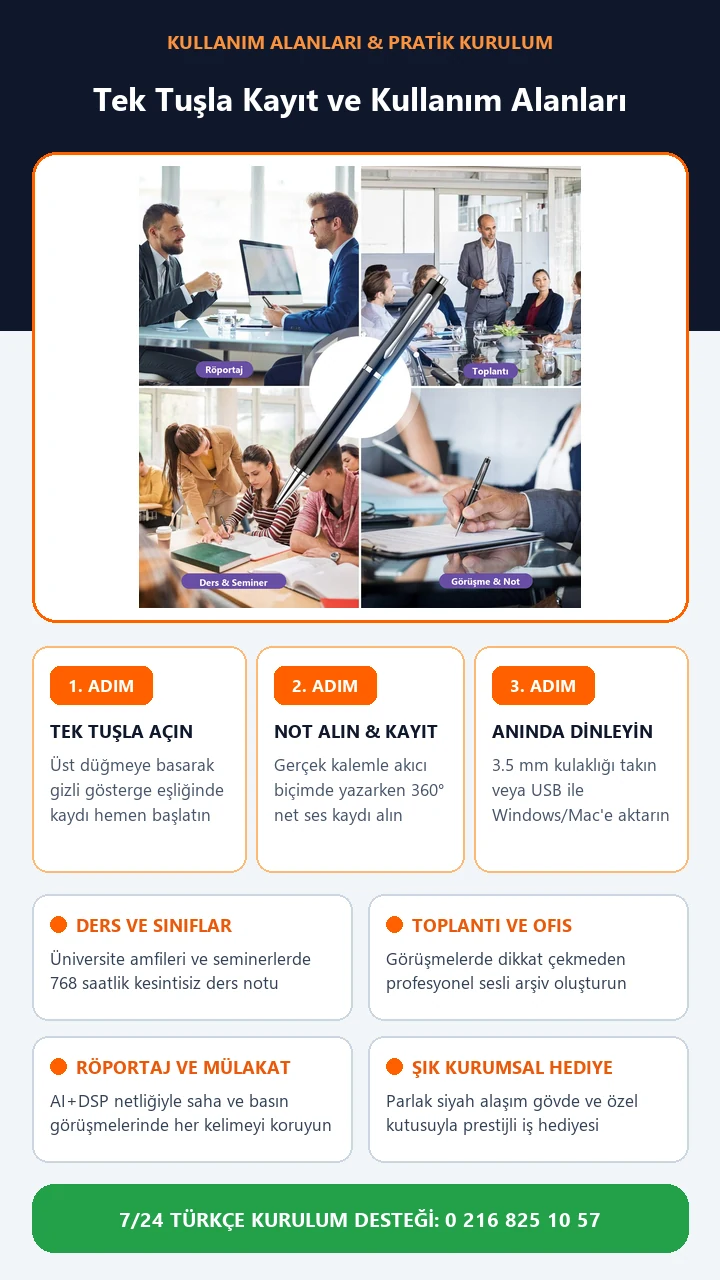 KULLANIM ALANLARI & PRATİK KURULUM
Tek Tuşla Kayıt ve Kullanım Alanları
Röportaj
Toplantı
Ders & Seminer
Görüşme & Not
1. ADIM
TEK TUŞLA AÇIN
Üst düğmeye basarak
gizli gösterge eşliğinde
kaydı hemen başlatın
2. ADIM
NOT ALIN & KAYIT
Gerçek kalemle akıcı
biçimde yazarken 360°
net ses kaydı alın
3. ADIM
ANINDA DİNLEYİN
3.5 mm kulaklığı takın
veya USB ile
Windows/Mac'e aktarın
DERS VE SINIFLAR
Üniversite amfileri ve seminerlerde
768 saatlik kesintisiz ders notu
TOPLANTI VE OFIS
Görüşmelerde dikkat çekmeden
profesyonel sesli arşiv oluşturun
RÖPORTAJ VE MÜLAKAT
AI+DSP netliğiyle saha ve basın
görüşmelerinde her kelimeyi koruyun
ŞIK KURUMSAL HEDIYE
Parlak siyah alaşım gövde ve özel
kutusuyla prestijli iş hediyesi
7/24 TÜRKÇE KURULUM DESTEĞİ: 0 216 825 10 57